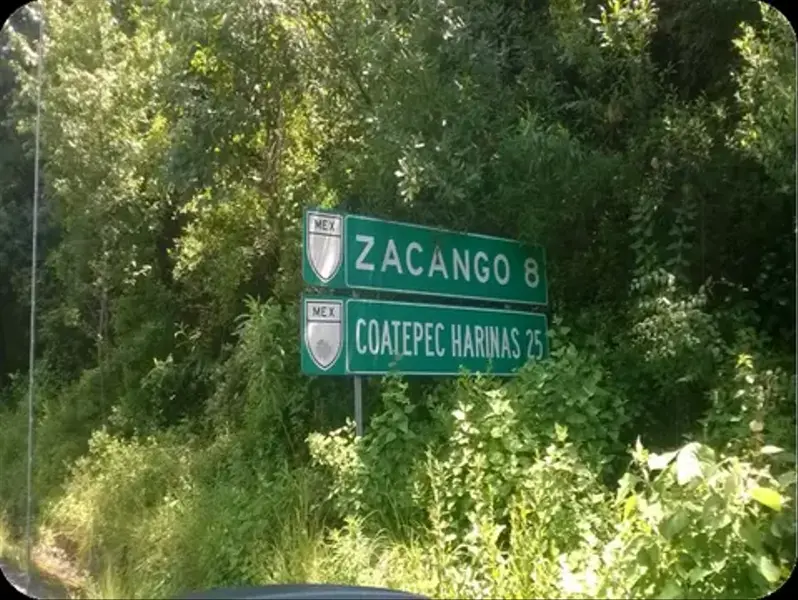 MEX
ZACANGO 8
MEX
COATEPEC HARINAS 25